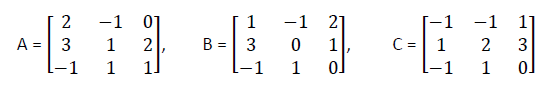 A = [2 −1 0; 3 1 2; −1 1 1], B = [1 −1 2; 3 0 1; −1 1 0], C = [−1 −1 1; 1 2 3; −1 1 0]